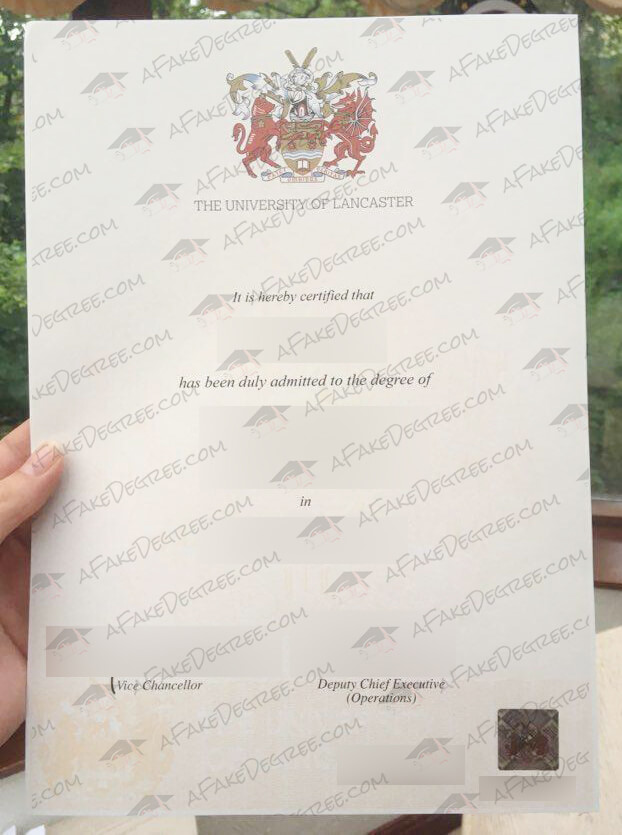 THE UNIVERSITY OF LANCASTER
It is hereby certified that
has been duly admitted to the degree of
in
Vice Chancellor
Deputy Chief Executive
(Operations)
AFAKEDEGREE.COM